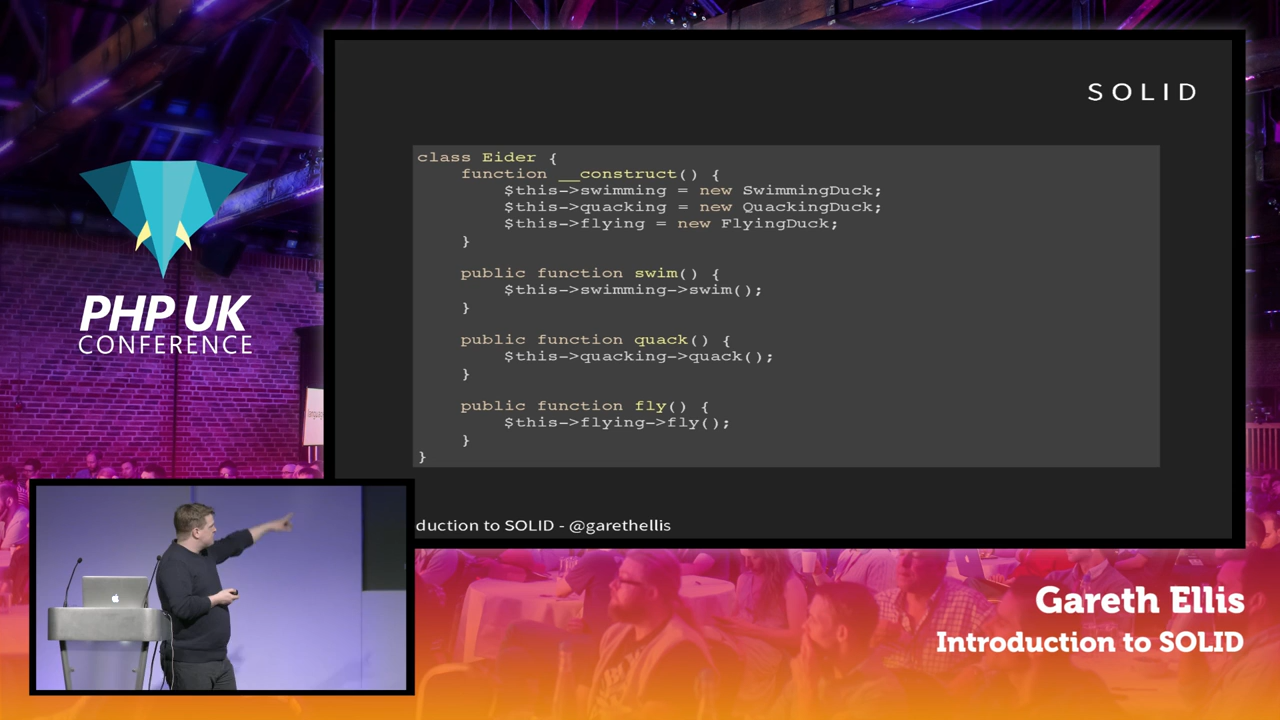 SOLID
class Eider {
    function __construct() {
        $this->swimming = new SwimmingDuck;
        $this->quacking = new QuackingDuck;
        $this->flying = new FlyingDuck;
    }
    public function swim() {
        $this->swimming->swim();
    }
    public function quack() {
        $this->quacking->quack();
    }
    public function fly() {
        $this->flying->fly();
    }
}
duction to SOLID - @garethellis
PHP UK
CONFERENCE
Gareth Ellis
Introduction to SOLID